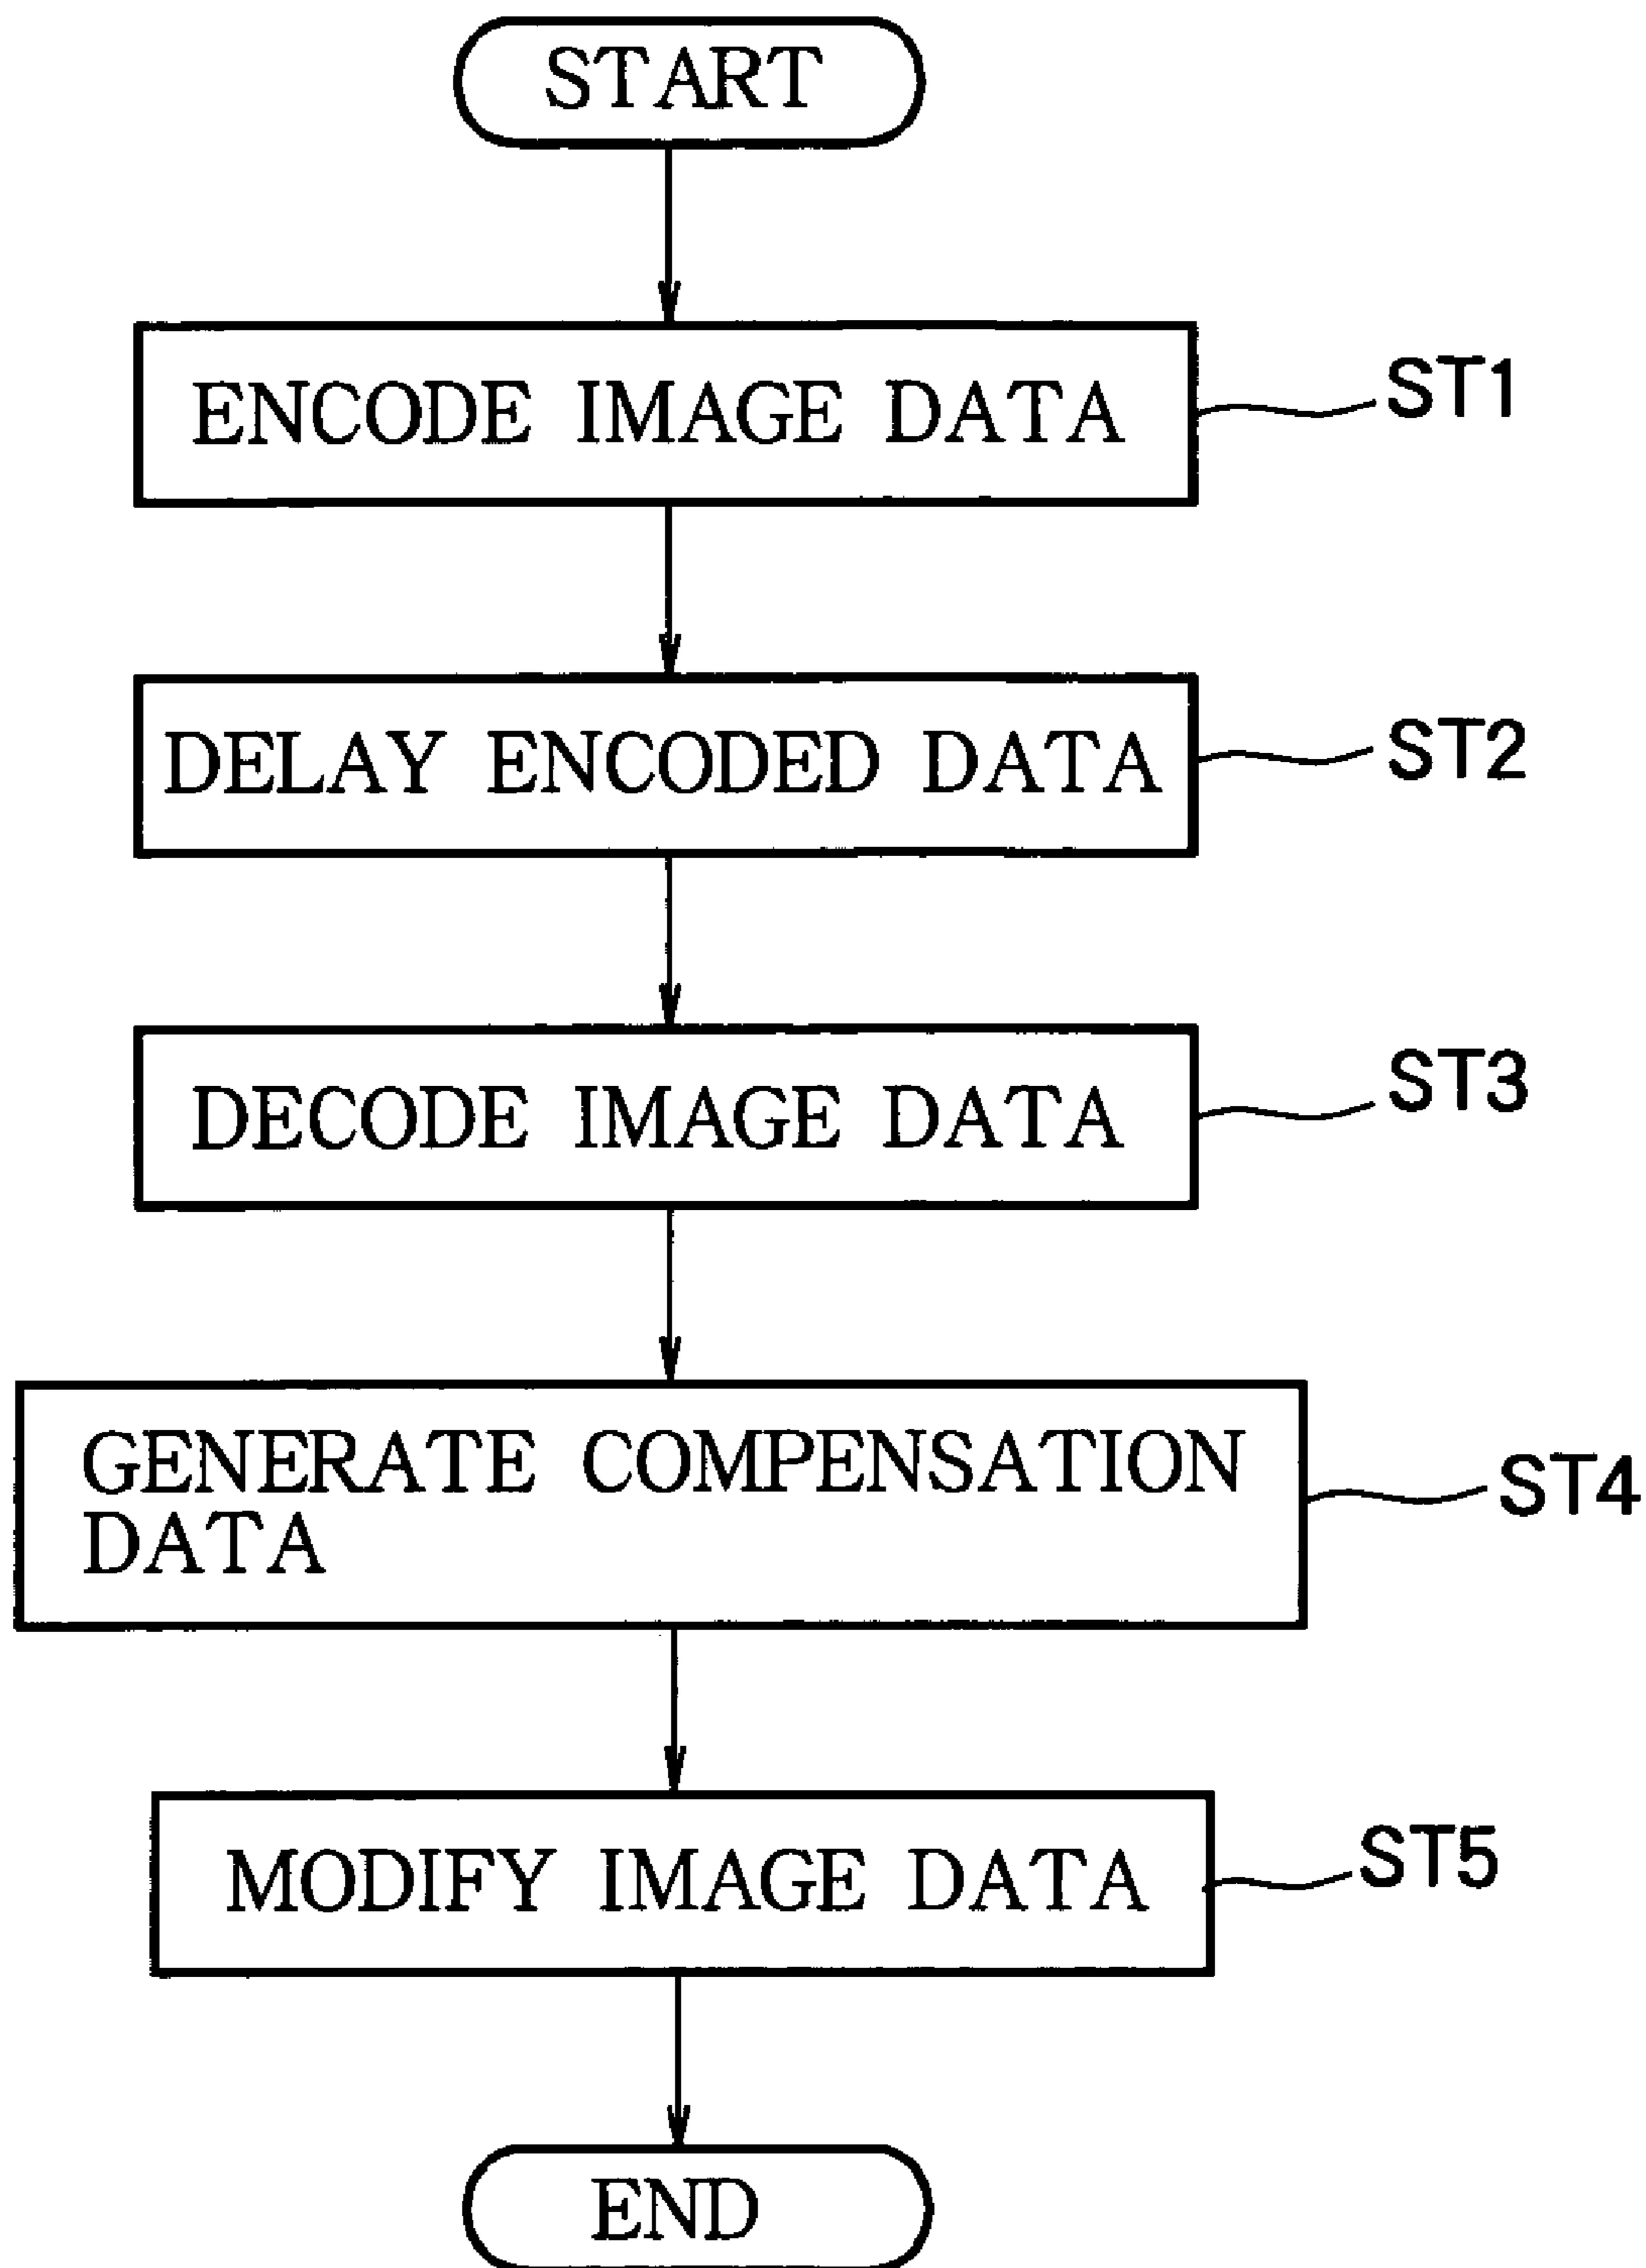 START
ENCODE IMAGE DATA
ST1
DELAY ENCODED DATA
ST2
DECODE IMAGE DATA
ST3
GENERATE COMPENSATION
DATA
ST4
MODIFY IMAGE DATA
ST5
END